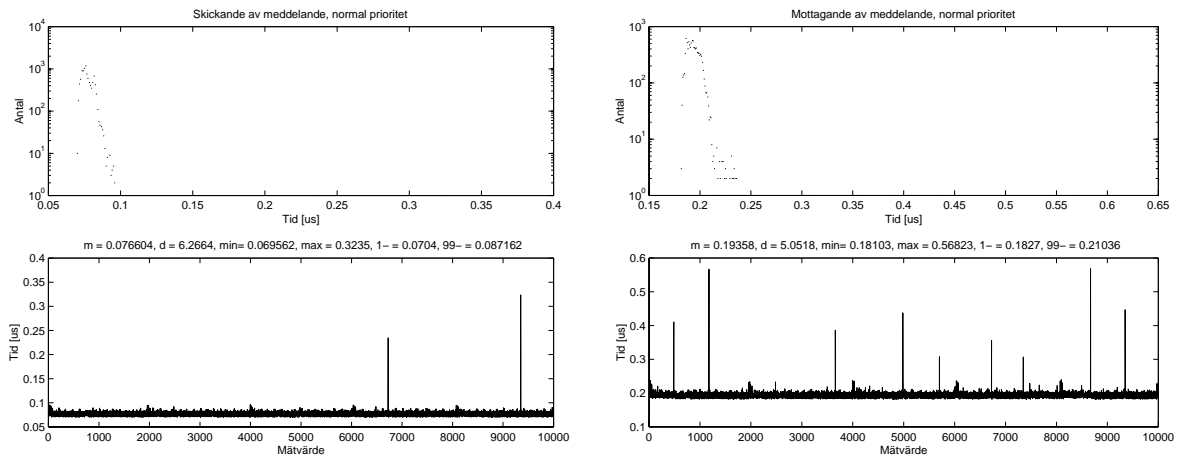 Skickande av meddelande, normal prioritet
10^4
10^3
10^2
10^1
10^0
Antal
0.05 0.1 0.15 0.2 0.25 0.3 0.35 0.4
Tid [us]
m = 0.076604, d = 6.2664, min= 0.069562, max = 0.3235, 1− = 0.0704, 99− = 0.087162
0.4
0.35
0.3
0.25
0.2
0.15
0.1
0.05
Tid [us]
0 1000 2000 3000 4000 5000 6000 7000 8000 9000 10000
Mätvärde
Mottagande av meddelande, normal prioritet
10^3
10^2
10^1
10^0
Antal
0.15 0.2 0.25 0.3 0.35 0.4 0.45 0.5 0.55 0.6 0.65
Tid [us]
m = 0.19358, d = 5.0518, min= 0.18103, max = 0.56823, 1− = 0.1827, 99− = 0.21036
0.6
0.5
0.4
0.3
0.2
0.1
Tid [us]
0 1000 2000 3000 4000 5000 6000 7000 8000 9000 10000
Mätvärde